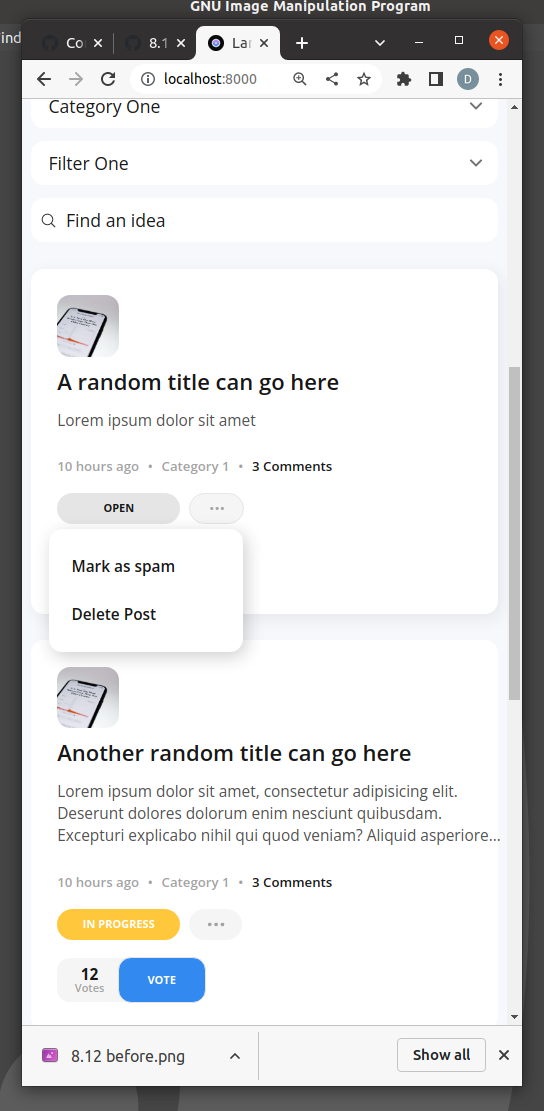 GNU Image Manipulation Program
ind
Co
8.1
La
localhost:8000
D
Category One
Filter One
Find an idea
A random title can go here
Lorem ipsum dolor sit amet
10 hours ago • Category 1 • 3 Comments
OPEN
Mark as spam
Delete Post
Another random title can go here
Lorem ipsum dolor sit amet, consectetur adipisicing elit.
Deserunt dolores dolorum enim nesciunt quibusdam.
Excepturi explicabo nihil qui quod veniam? Aliquid asperiore...
10 hours ago • Category 1 • 3 Comments
IN PROGRESS
12
Votes
VOTE
8.12 before.png
Show all